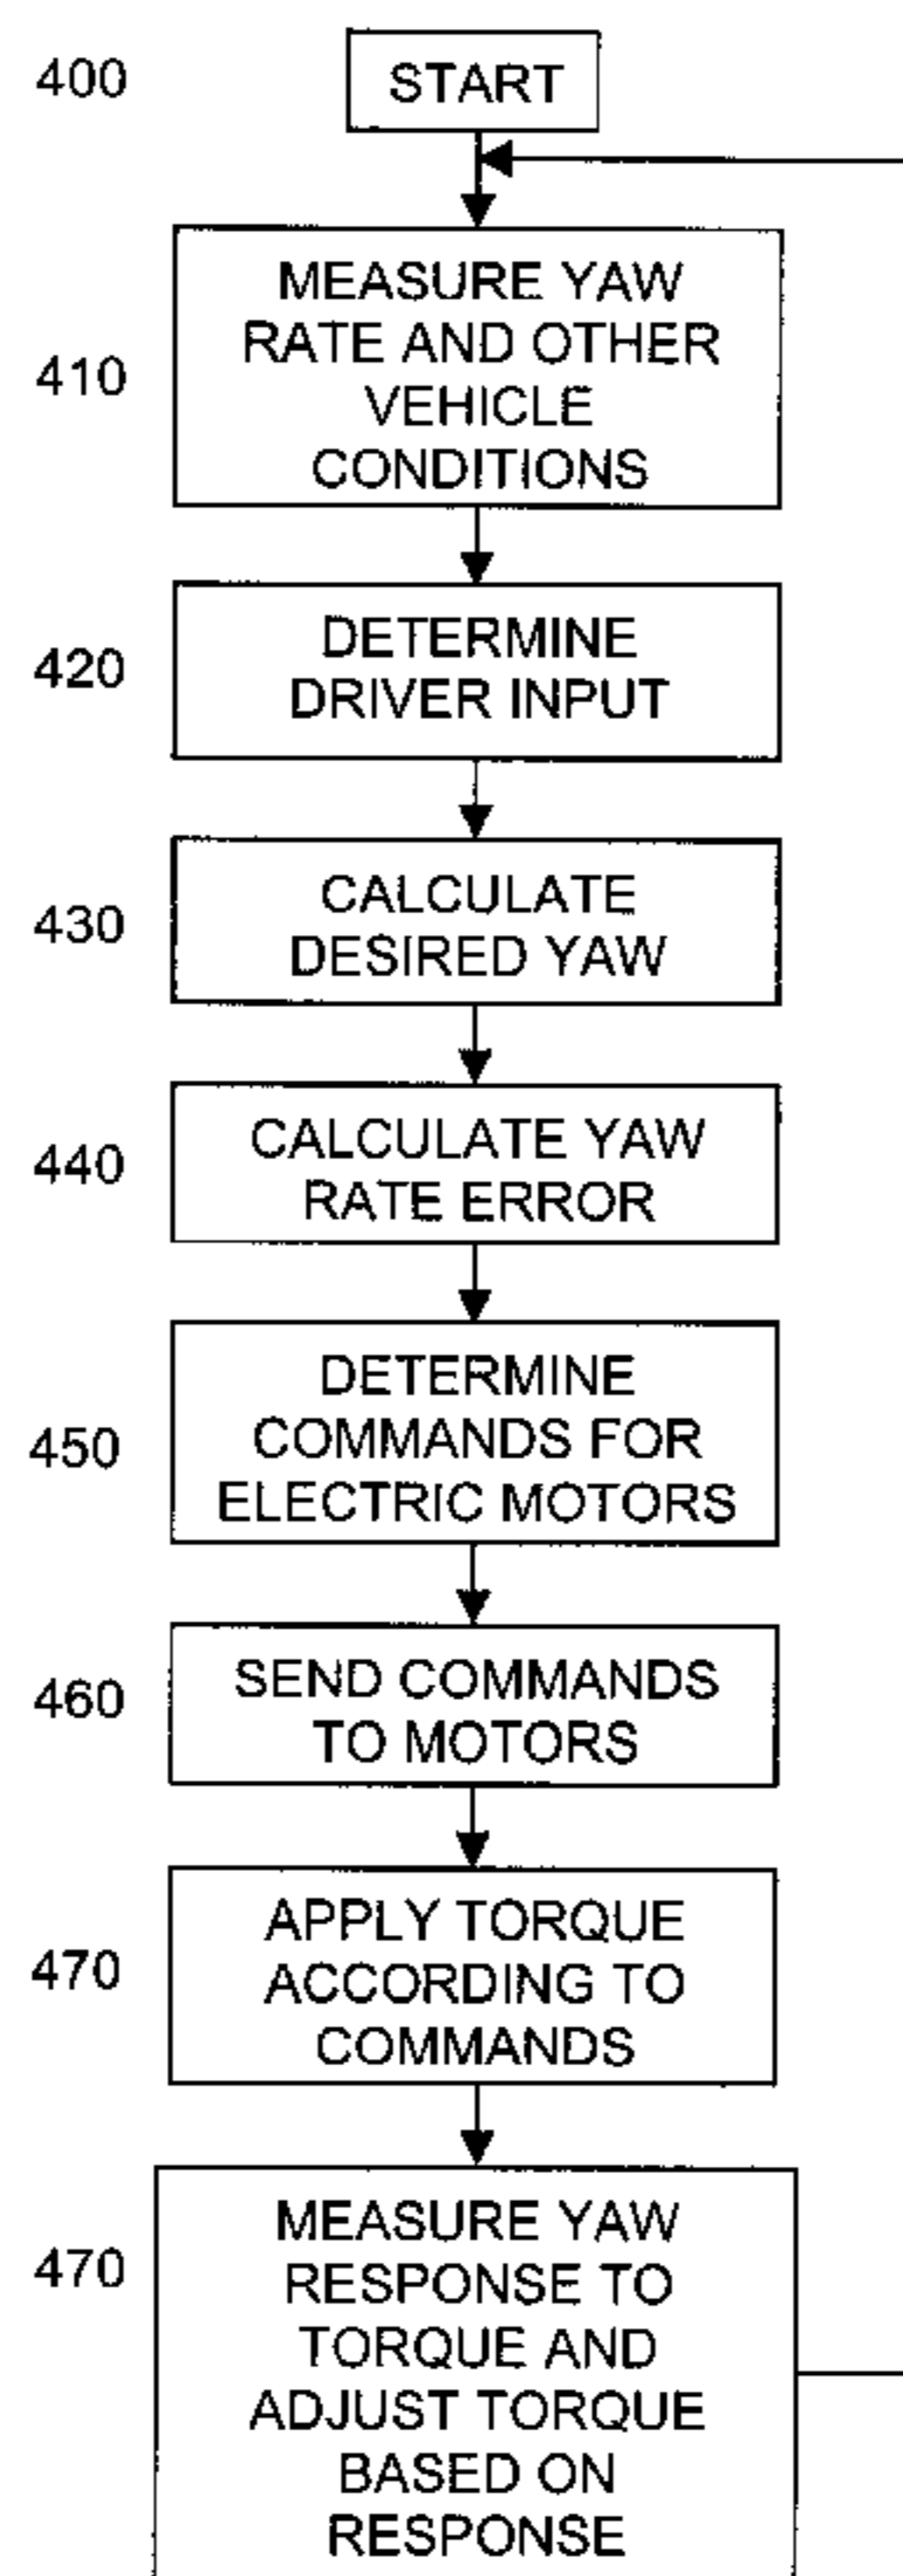 400
START
410
MEASURE YAW
RATE AND OTHER
VEHICLE
CONDITIONS
420
DETERMINE
DRIVER INPUT
430
CALCULATE
DESIRED YAW
440
CALCULATE YAW
RATE ERROR
450
DETERMINE
COMMANDS FOR
ELECTRIC MOTORS
460
SEND COMMANDS
TO MOTORS
470
APPLY TORQUE
ACCORDING TO
COMMANDS
470
MEASURE YAW
RESPONSE TO
TORQUE AND
ADJUST TORQUE
BASED ON
RESPONSE